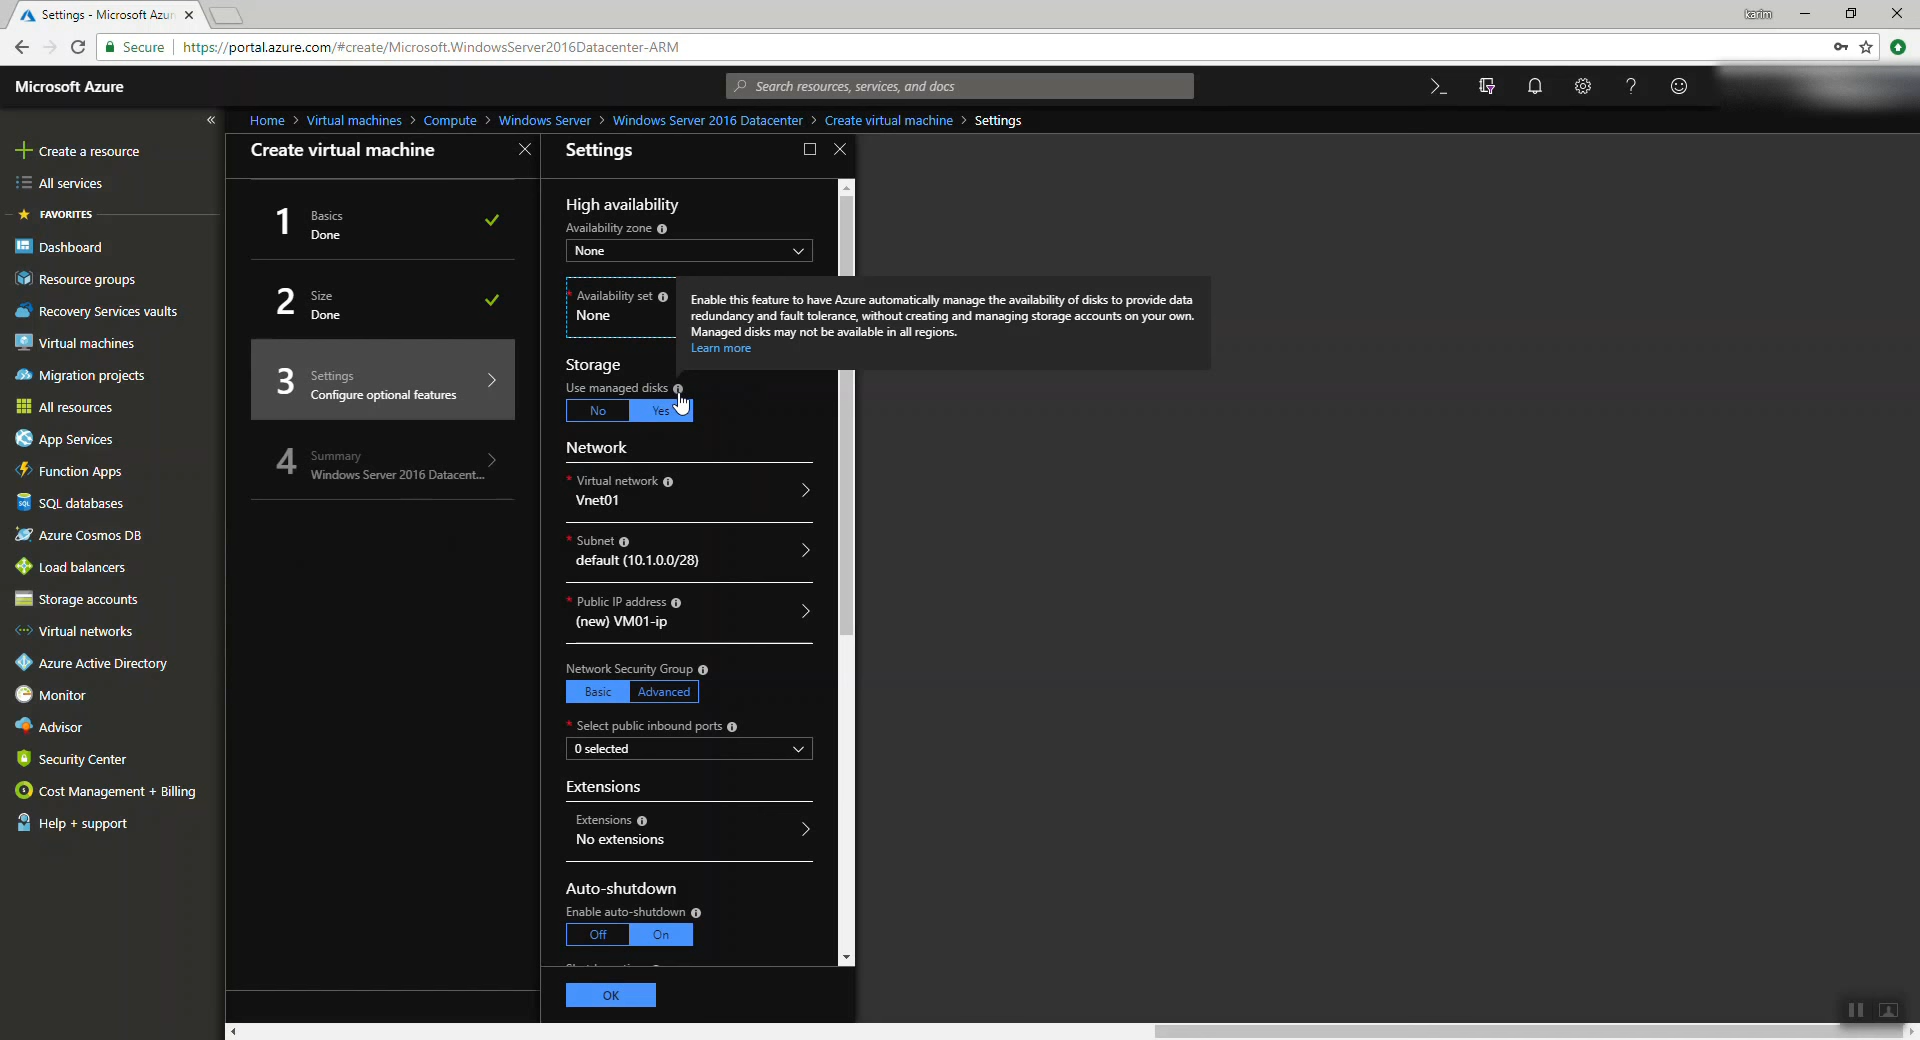 Settings - Microsoft Azur
karim
Secure
https://portal.azure.com/#create/Microsoft.WindowsServer2016Datacenter-ARM
Microsoft Azure
Search resources, services, and docs
Home > Virtual machines > Compute > Windows Server > Windows Server 2016 Datacenter > Create virtual machine > Settings
Create a resource
All services
FAVORITES
Dashboard
Resource groups
Recovery Services vaults
Virtual machines
Migration projects
All resources
App Services
Function Apps
SQL databases
Azure Cosmos DB
Load balancers
Storage accounts
Virtual networks
Azure Active Directory
Monitor
Advisor
Security Center
Cost Management + Billing
Help + support
Create virtual machine
1
Basics
Done
2
Size
Done
3
Settings
Configure optional features
4
Summary
Windows Server 2016 Datacent...
Settings
High availability
Availability zone
None
* Availability set
None
Enable this feature to have Azure automatically manage the availability of disks to provide data
redundancy and fault tolerance, without creating and managing storage accounts on your own.
Managed disks may not be available in all regions.
Learn more
Storage
Use managed disks
No Yes
Network
* Virtual network
Vnet01
* Subnet
default (10.1.0.0/28)
* Public IP address
(new) VM01-ip
Network Security Group
Basic Advanced
* Select public inbound ports
0 selected
Extensions
Extensions
No extensions
Auto-shutdown
Enable auto-shutdown
Off On
OK